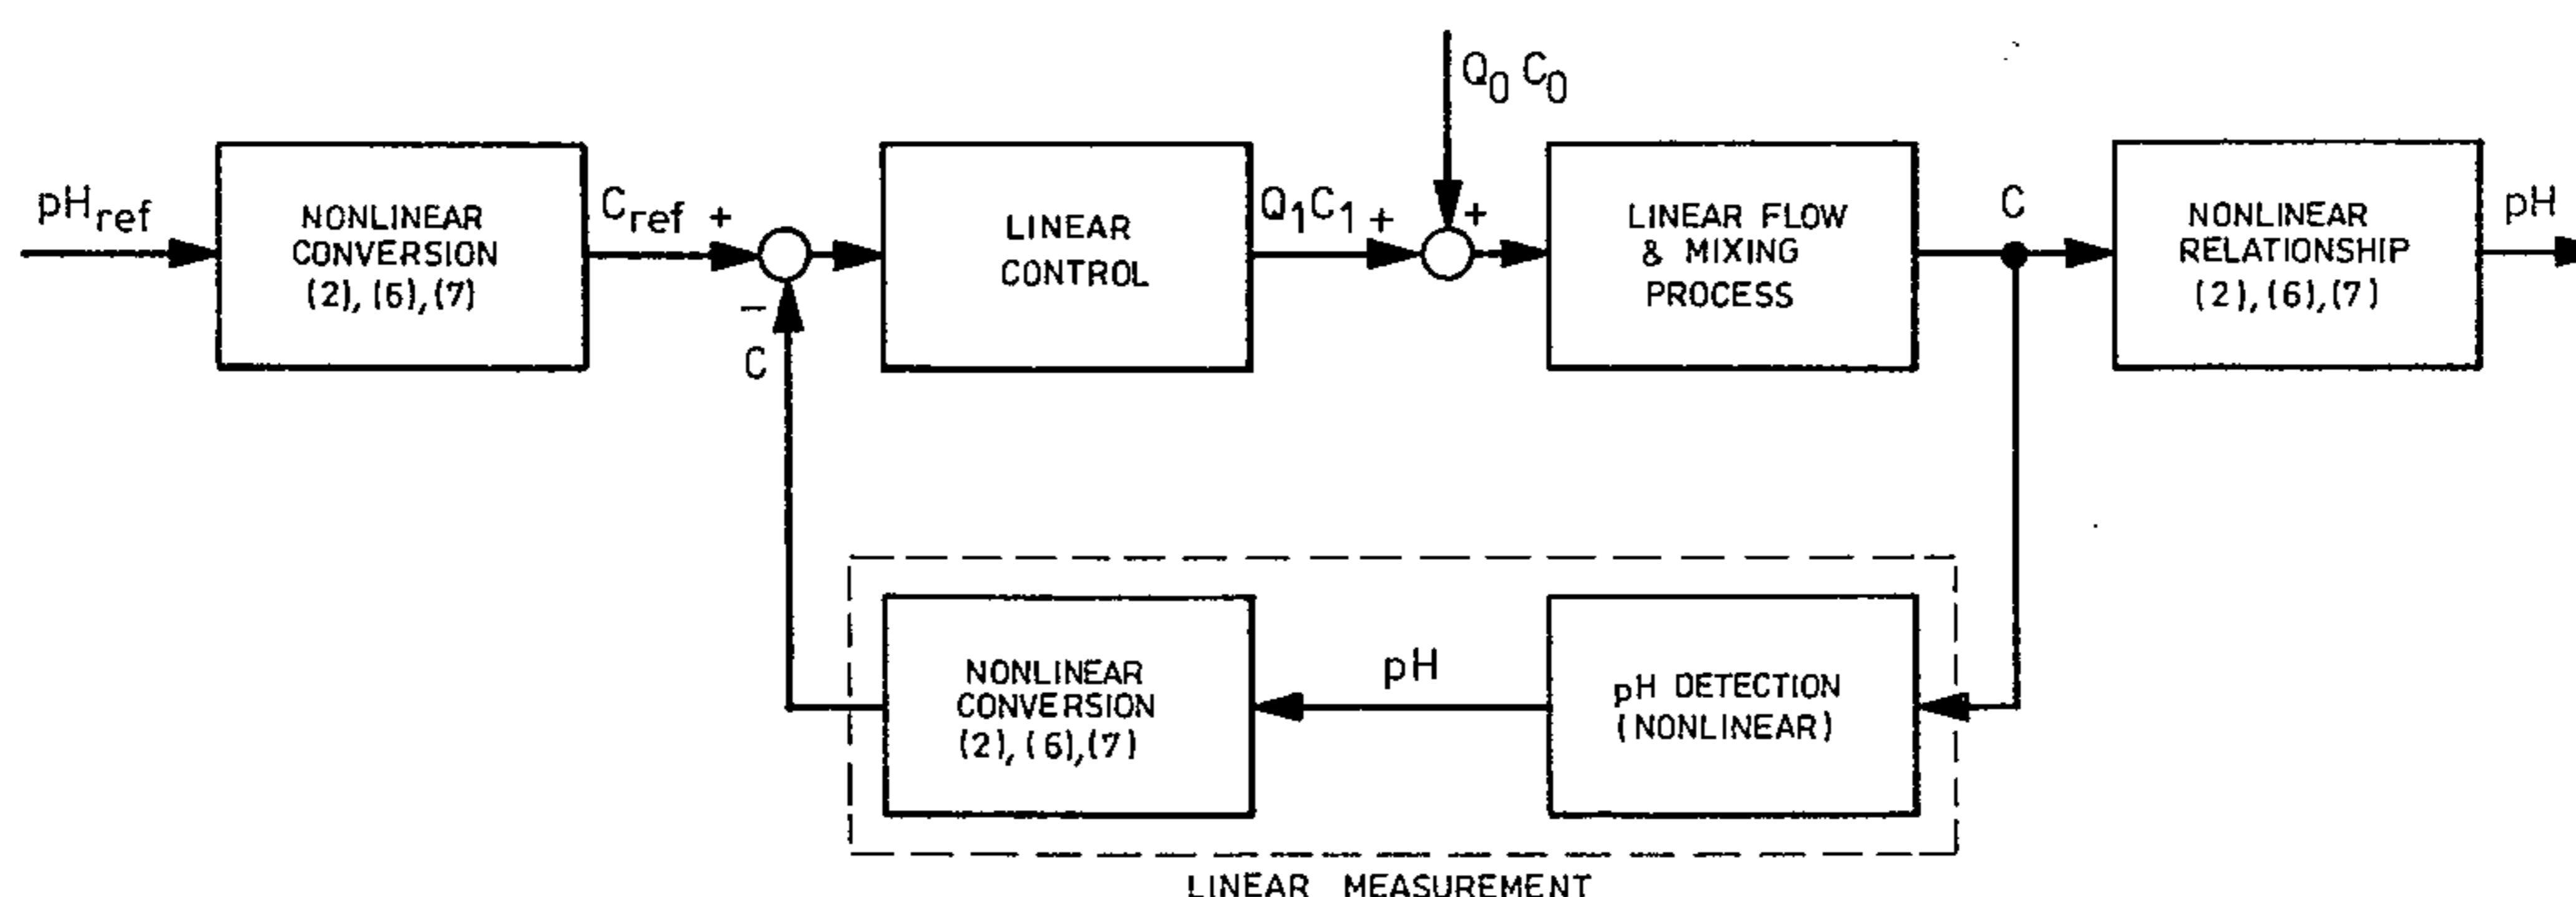 Q0 C0
pHref
NONLINEAR
CONVERSION
(2), (6), (7)
Cref +
LINEAR
CONTROL
Q1C1 +
+
LINEAR FLOW
& MIXING
PROCESS
C
NONLINEAR
RELATIONSHIP
(2), (6), (7)
pH
−
C
NONLINEAR
CONVERSION
(2), (6), (7)
pH
pH DETECTION
(NONLINEAR)
LINEAR MEASUREMENT